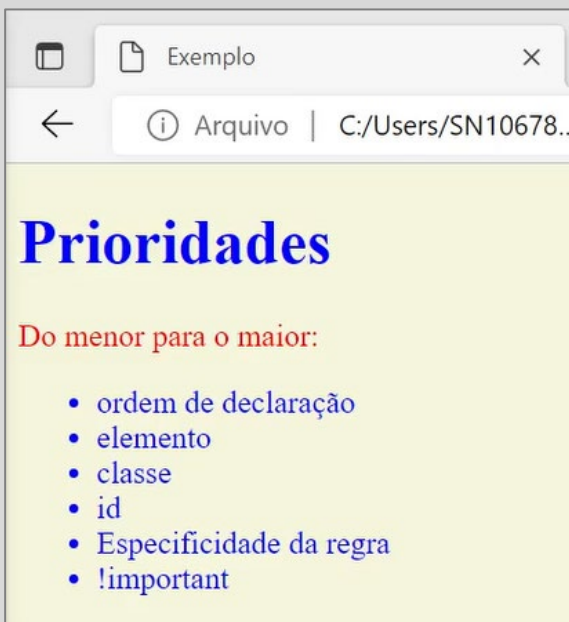 Exemplo
Arquivo | C:/Users/SN10678..
Prioridades
Do menor para o maior:
• ordem de declaração
• elemento
• classe
• id
• Especificidade da regra
• !important